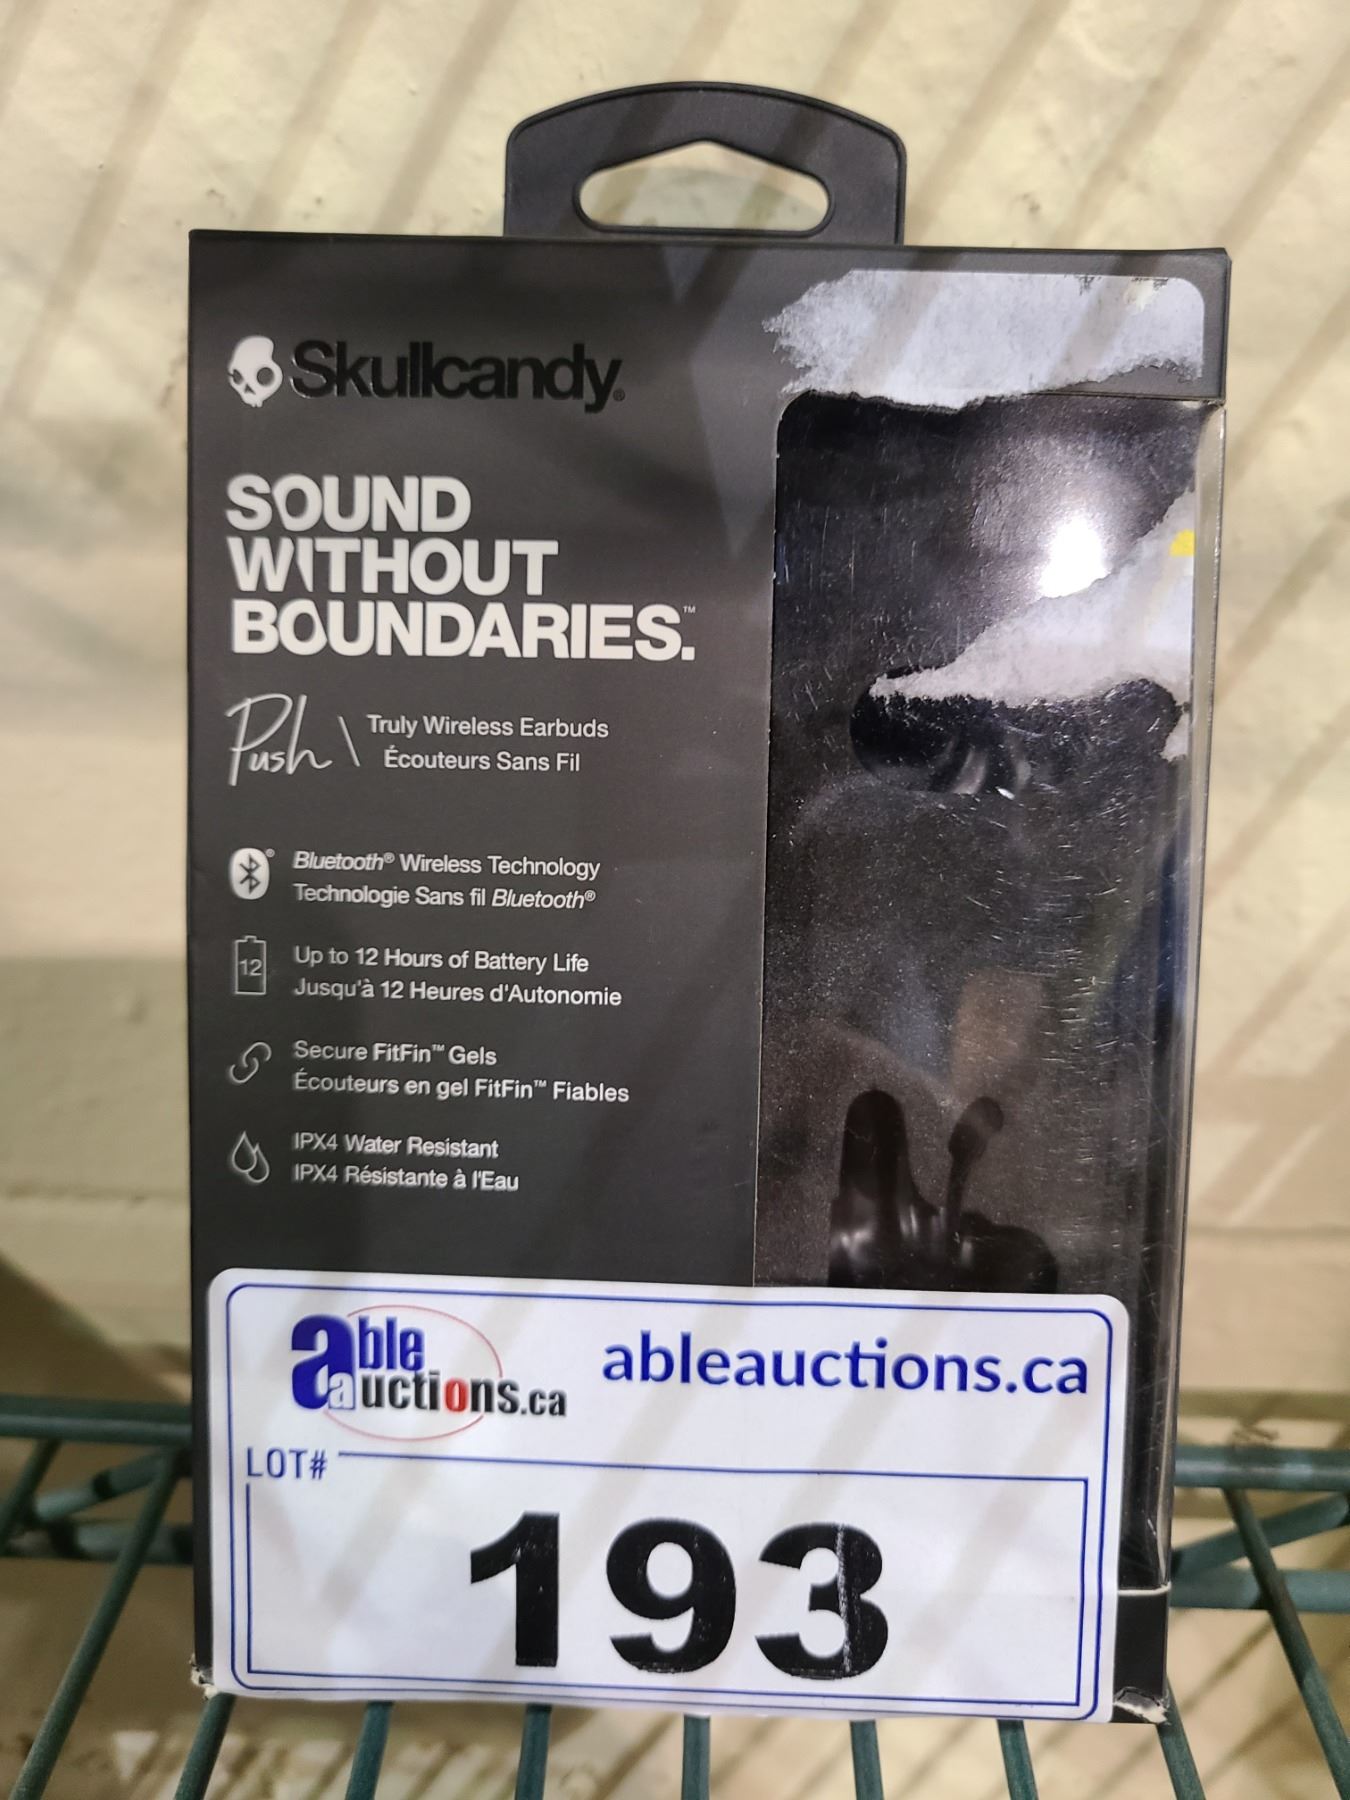 Skullcandy®
SOUND
WITHOUT
BOUNDARIES.™
Push \ Truly Wireless Earbuds
Écouteurs Sans Fil
Bluetooth® Wireless Technology
Technologie Sans fil Bluetooth®
12
Up to 12 Hours of Battery Life
Jusqu'à 12 Heures d'Autonomie
Secure FitFin™ Gels
Écouteurs en gel FitFin™ Fiables
IPX4 Water Resistant
IPX4 Résistante à l'Eau
able
auctions.ca
ableauctions.ca
LOT#
193